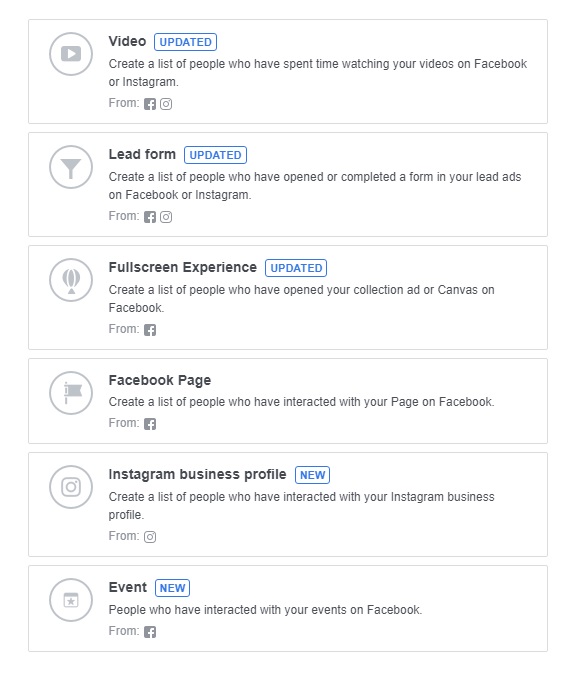 Video UPDATED
Create a list of people who have spent time watching your videos on Facebook
or Instagram.
From:
Lead form UPDATED
Create a list of people who have opened or completed a form in your lead ads
on Facebook or Instagram.
From:
Fullscreen Experience UPDATED
Create a list of people who have opened your collection ad or Canvas on
Facebook.
From:
Facebook Page
Create a list of people who have interacted with your Page on Facebook.
From:
Instagram business profile NEW
Create a list of people who have interacted with your Instagram business
profile.
From:
Event NEW
People who have interacted with your events on Facebook.
From: